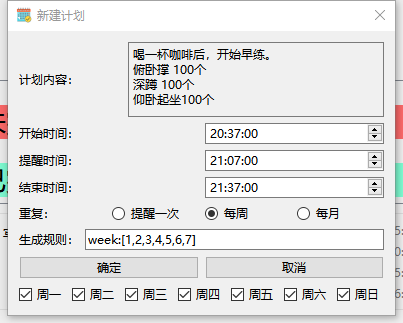 新建计划
计划内容:
喝一杯咖啡后，开始早练。
俯卧撑 100个
深蹲 100个
仰卧起坐100个
开始时间: 20:37:00
提醒时间: 21:07:00
结束时间: 21:37:00
重复: 提醒一次 每周 每月
生成规则: week:[1,2,3,4,5,6,7]
确定 取消
周一 周二 周三 周四 周五 周六 周日